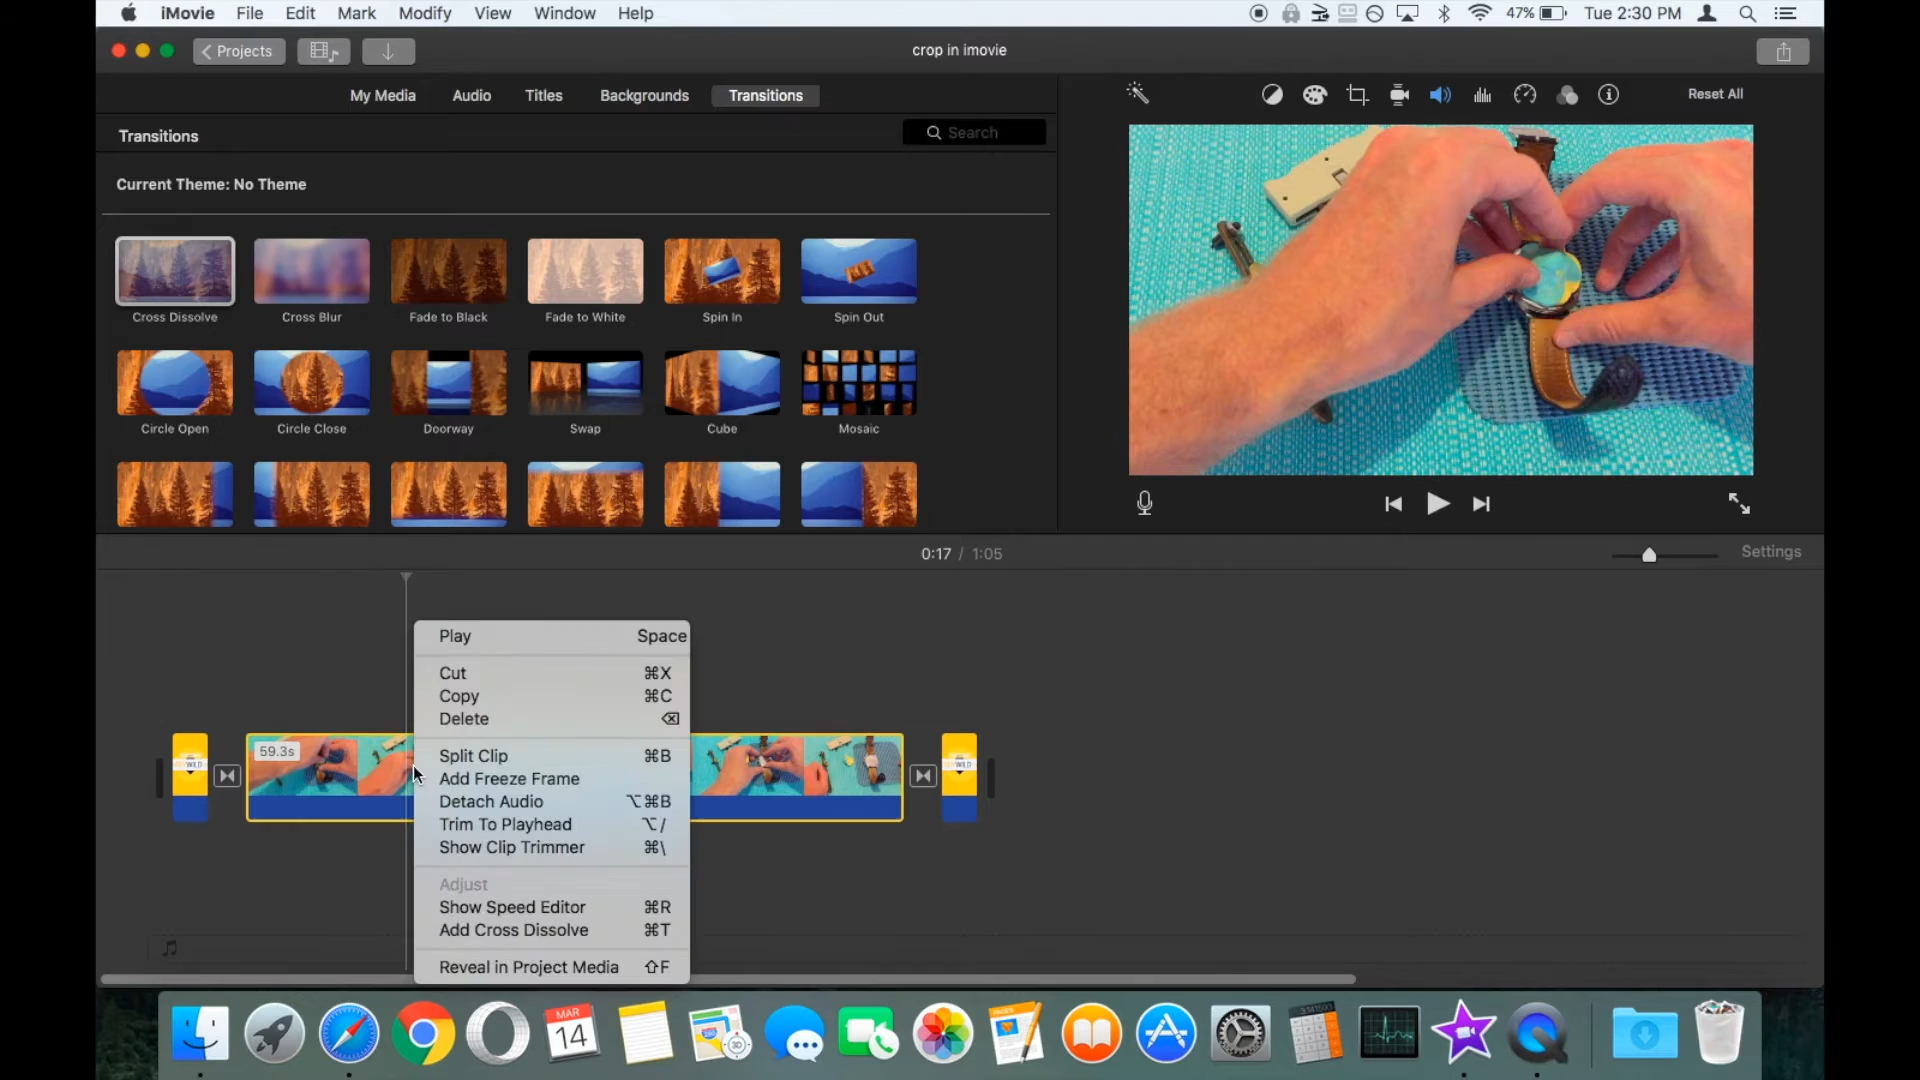 iMovie File Edit Mark Modify View Window Help 47% Tue 2:30 PM
Projects crop in imovie
My Media Audio Titles Backgrounds Transitions Reset All
Transitions Search
Current Theme: No Theme
Cross Dissolve Cross Blur Fade to Black Fade to White Spin In Spin Out
Circle Open Circle Close Doorway Swap Cube Mosaic
0:17 / 1:05 Settings
Play Space
Cut ⌘X
Copy ⌘C
Delete ⌫
59.3s
WILD
WILD
Split Clip ⌘B
Add Freeze Frame
Detach Audio ⌥⌘B
Trim To Playhead ⌥/
Show Clip Trimmer ⌘\
Adjust
Show Speed Editor ⌘R
Add Cross Dissolve ⌘T
Reveal in Project Media ⇧F
MAR
14
3D
PAGES